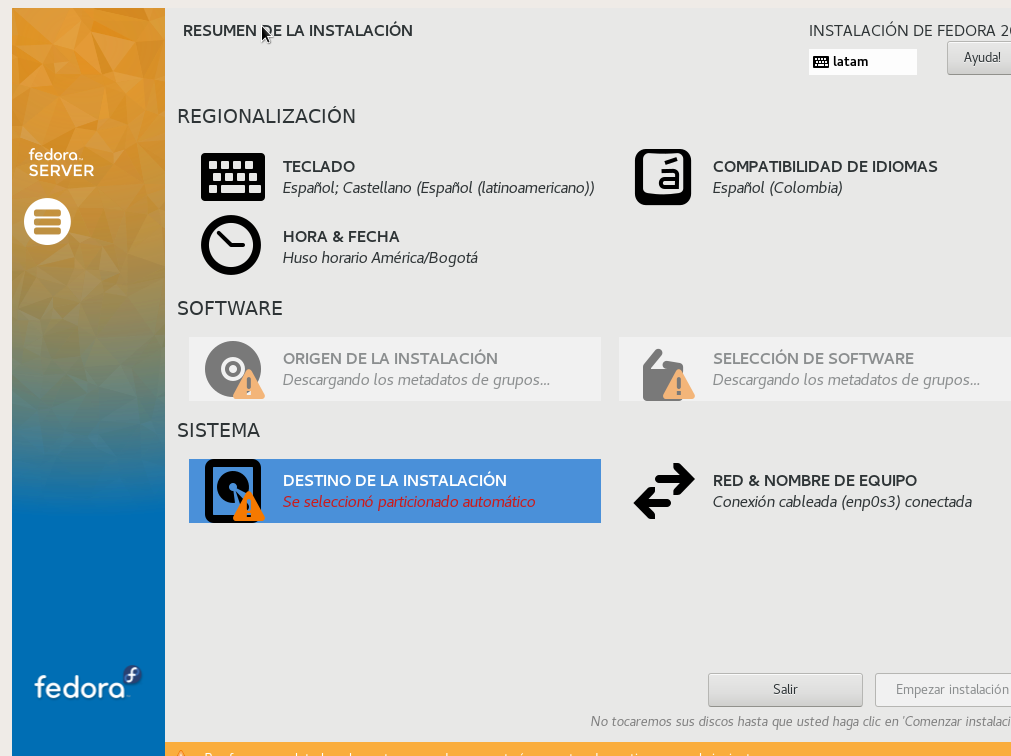 RESUMEN DE LA INSTALACIÓN
INSTALACIÓN DE FEDORA
latam
Ayuda!
fedora
SERVER
REGIONALIZACIÓN
TECLADO
Español; Castellano (Español (latinoamericano))
COMPATIBILIDAD DE IDIOMAS
Español (Colombia)
HORA & FECHA
Huso horario América/Bogotá
SOFTWARE
ORIGEN DE LA INSTALACIÓN
Descargando los metadatos de grupos...
SELECCIÓN DE SOFTWARE
Descargando los metadatos de grupos...
SISTEMA
DESTINO DE LA INSTALACIÓN
Se seleccionó particionado automático
RED & NOMBRE DE EQUIPO
Conexión cableada (enp0s3) conectada
fedora
Salir
Empezar instalación
No tocaremos sus discos hasta que usted haga clic en 'Comenzar instalaci